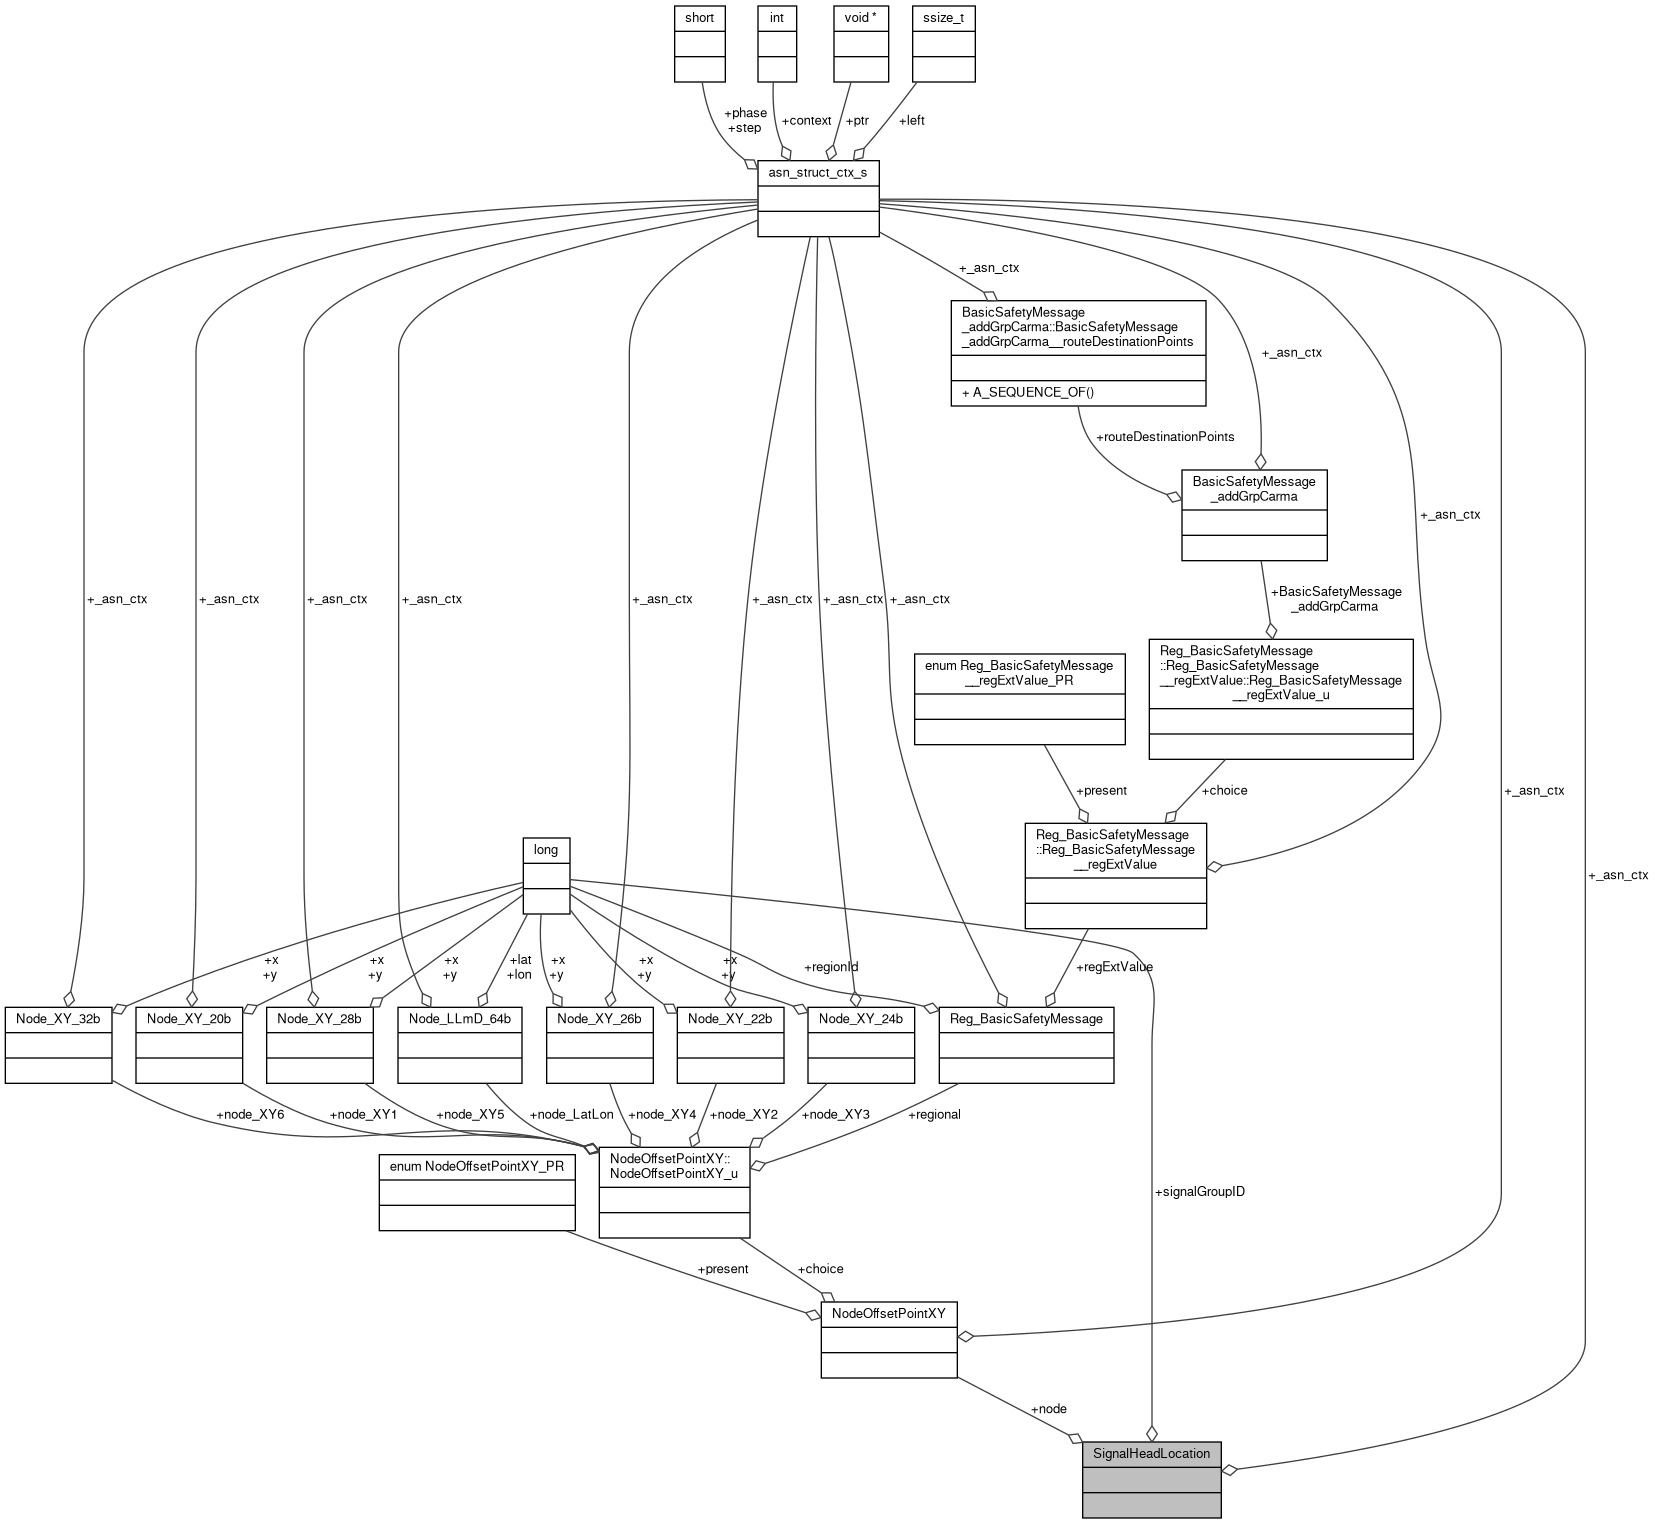 short
int
void *
ssize_t
+phase
+step
+context
+ptr
+left
asn_struct_ctx_s
+_asn_ctx
BasicSafetyMessage
_addGrpCarma::BasicSafetyMessage
_addGrpCarma__routeDestinationPoints
+ A_SEQUENCE_OF()
+_asn_ctx
+routeDestinationPoints
BasicSafetyMessage
_addGrpCarma
+_asn_ctx
+_asn_ctx
+_asn_ctx
+_asn_ctx
+_asn_ctx
+_asn_ctx
+_asn_ctx
+_asn_ctx
+_asn_ctx
+_asn_ctx
+BasicSafetyMessage
_addGrpCarma
enum Reg_BasicSafetyMessage
__regExtValue_PR
Reg_BasicSafetyMessage
::Reg_BasicSafetyMessage
__regExtValue::Reg_BasicSafetyMessage
__regExtValue_u
+present
+choice
+_asn_ctx
long
Reg_BasicSafetyMessage
::Reg_BasicSafetyMessage
__regExtValue
+_asn_ctx
+x
+y
+x
+y
+x
+y
+lat
+lon
+x
+y
+x
+y
+x
+y
+regionId
+regExtValue
Node_XY_32b
Node_XY_20b
Node_XY_28b
Node_LLmD_64b
Node_XY_26b
Node_XY_22b
Node_XY_24b
Reg_BasicSafetyMessage
+node_XY6
+node_XY1
+node_XY5
+node_LatLon
+node_XY4
+node_XY2
+node_XY3
+regional
enum NodeOffsetPointXY_PR
NodeOffsetPointXY::
NodeOffsetPointXY_u
+signalGroupID
+present
+choice
NodeOffsetPointXY
+node
SignalHeadLocation